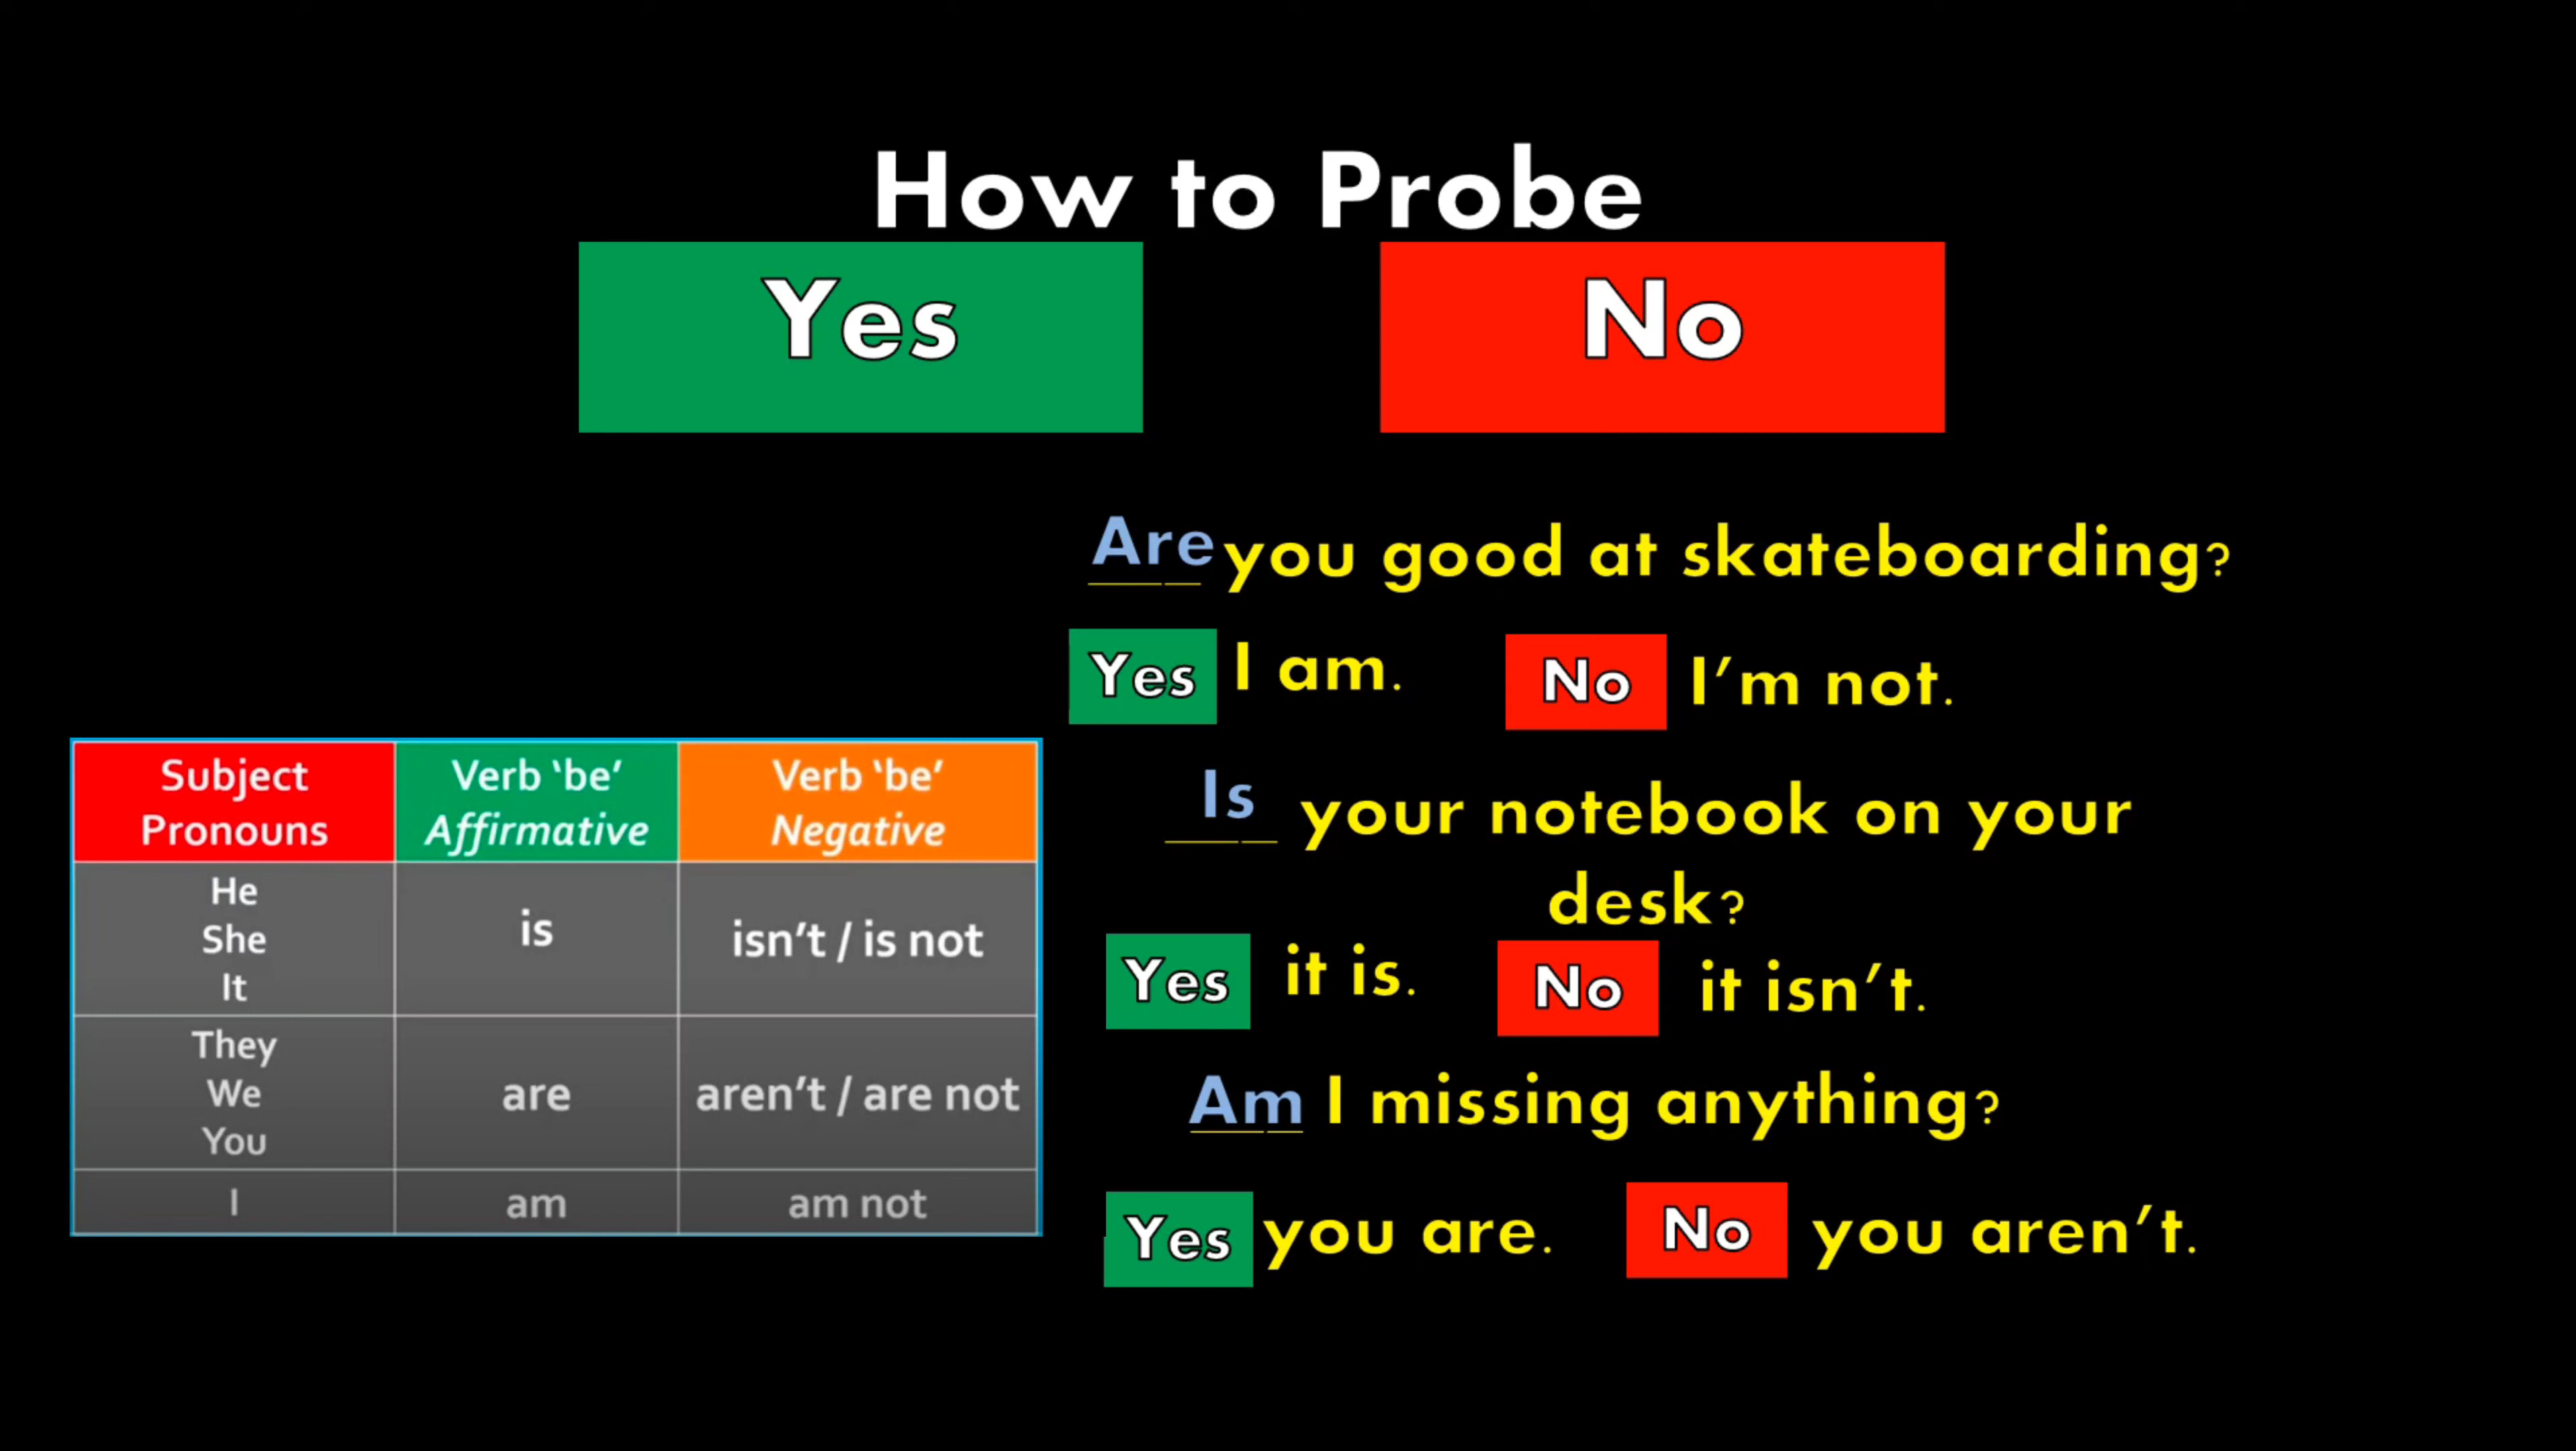 How to Probe
Yes No
Are you good at skateboarding?
Yes I am. No I'm not.
Is your notebook on your
desk?
Yes it is. No it isn't.
Am I missing anything?
Yes you are. No you aren't.
Subject Pronouns Verb ‘be’ Affirmative Verb ‘be’ Negative
He
She
It
is isn't / is not
They
We
You
are aren't / are not
I am am not